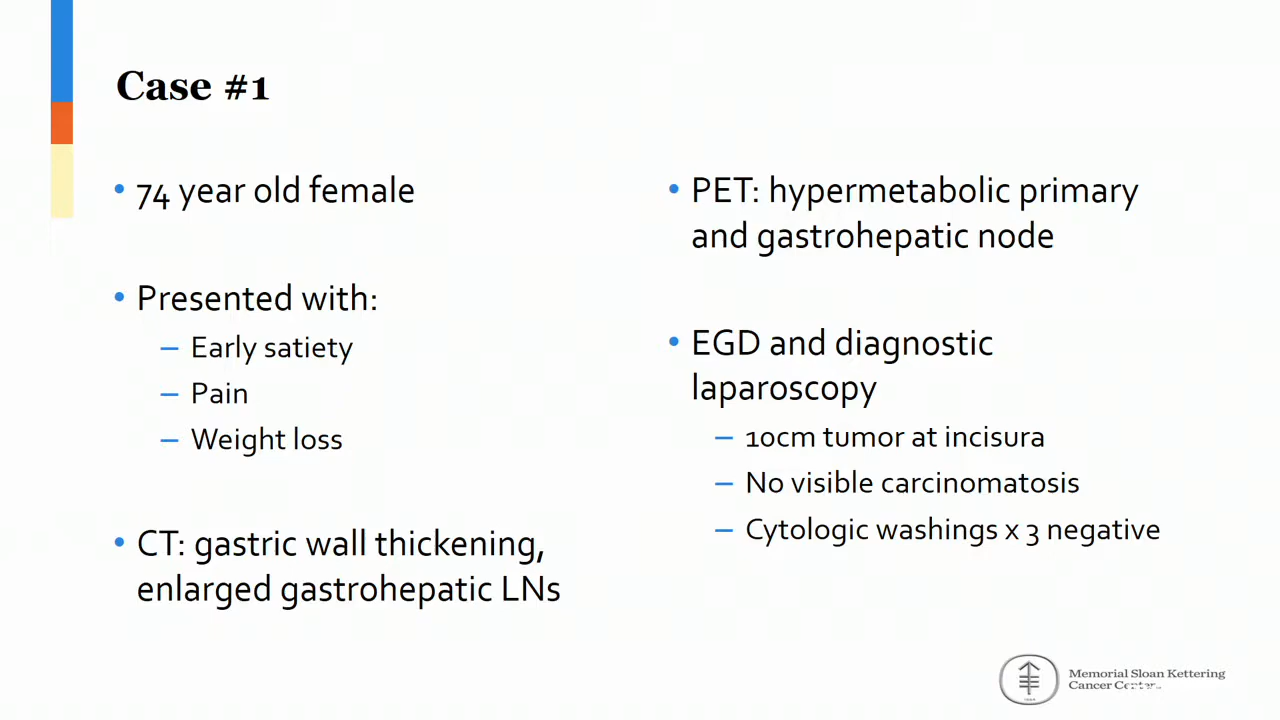 Case #1
• 74 year old female
• Presented with:
– Early satiety
– Pain
– Weight loss
• CT: gastric wall thickening,
enlarged gastrohepatic LNs
• PET: hypermetabolic primary
and gastrohepatic node
• EGD and diagnostic
laparoscopy
– 10cm tumor at incisura
– No visible carcinomatosis
– Cytologic washings x 3 negative
Memorial Sloan Kettering
Cancer Center